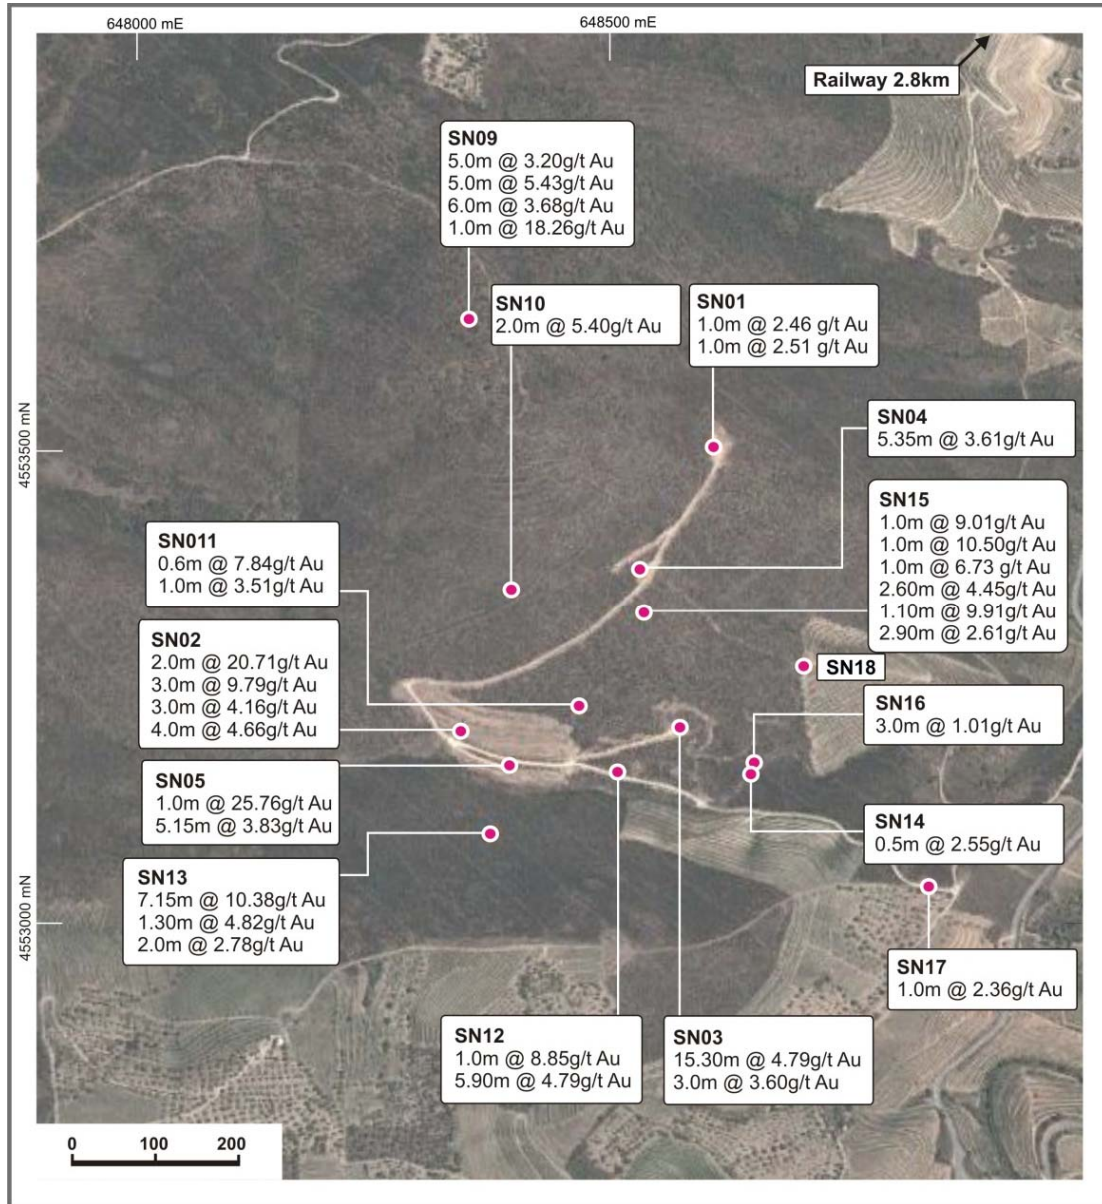 648000 mE
648500 mE
Railway 2.8km
SN09
5.0m @ 3.20g/t Au
5.0m @ 5.43g/t Au
6.0m @ 3.68g/t Au
1.0m @ 18.26g/t Au
SN10
2.0m @ 5.40g/t Au
SN01
1.0m @ 2.46 g/t Au
1.0m @ 2.51 g/t Au
SN04
5.35m @ 3.61g/t Au
4553500 mN
SN15
1.0m @ 9.01g/t Au
1.0m @ 10.50g/t Au
1.0m @ 6.73 g/t Au
2.60m @ 4.45g/t Au
1.10m @ 9.91g/t Au
2.90m @ 2.61g/t Au
SN011
0.6m @ 7.84g/t Au
1.0m @ 3.51g/t Au
SN02
2.0m @ 20.71g/t Au
3.0m @ 9.79g/t Au
3.0m @ 4.16g/t Au
4.0m @ 4.66g/t Au
SN18
SN16
3.0m @ 1.01g/t Au
SN05
1.0m @ 25.76g/t Au
5.15m @ 3.83g/t Au
SN14
0.5m @ 2.55g/t Au
SN13
7.15m @ 10.38g/t Au
1.30m @ 4.82g/t Au
2.0m @ 2.78g/t Au
4553000 mN
SN17
1.0m @ 2.36g/t Au
SN12
1.0m @ 8.85g/t Au
5.90m @ 4.79g/t Au
SN03
15.30m @ 4.79g/t Au
3.0m @ 3.60g/t Au
0 100 200